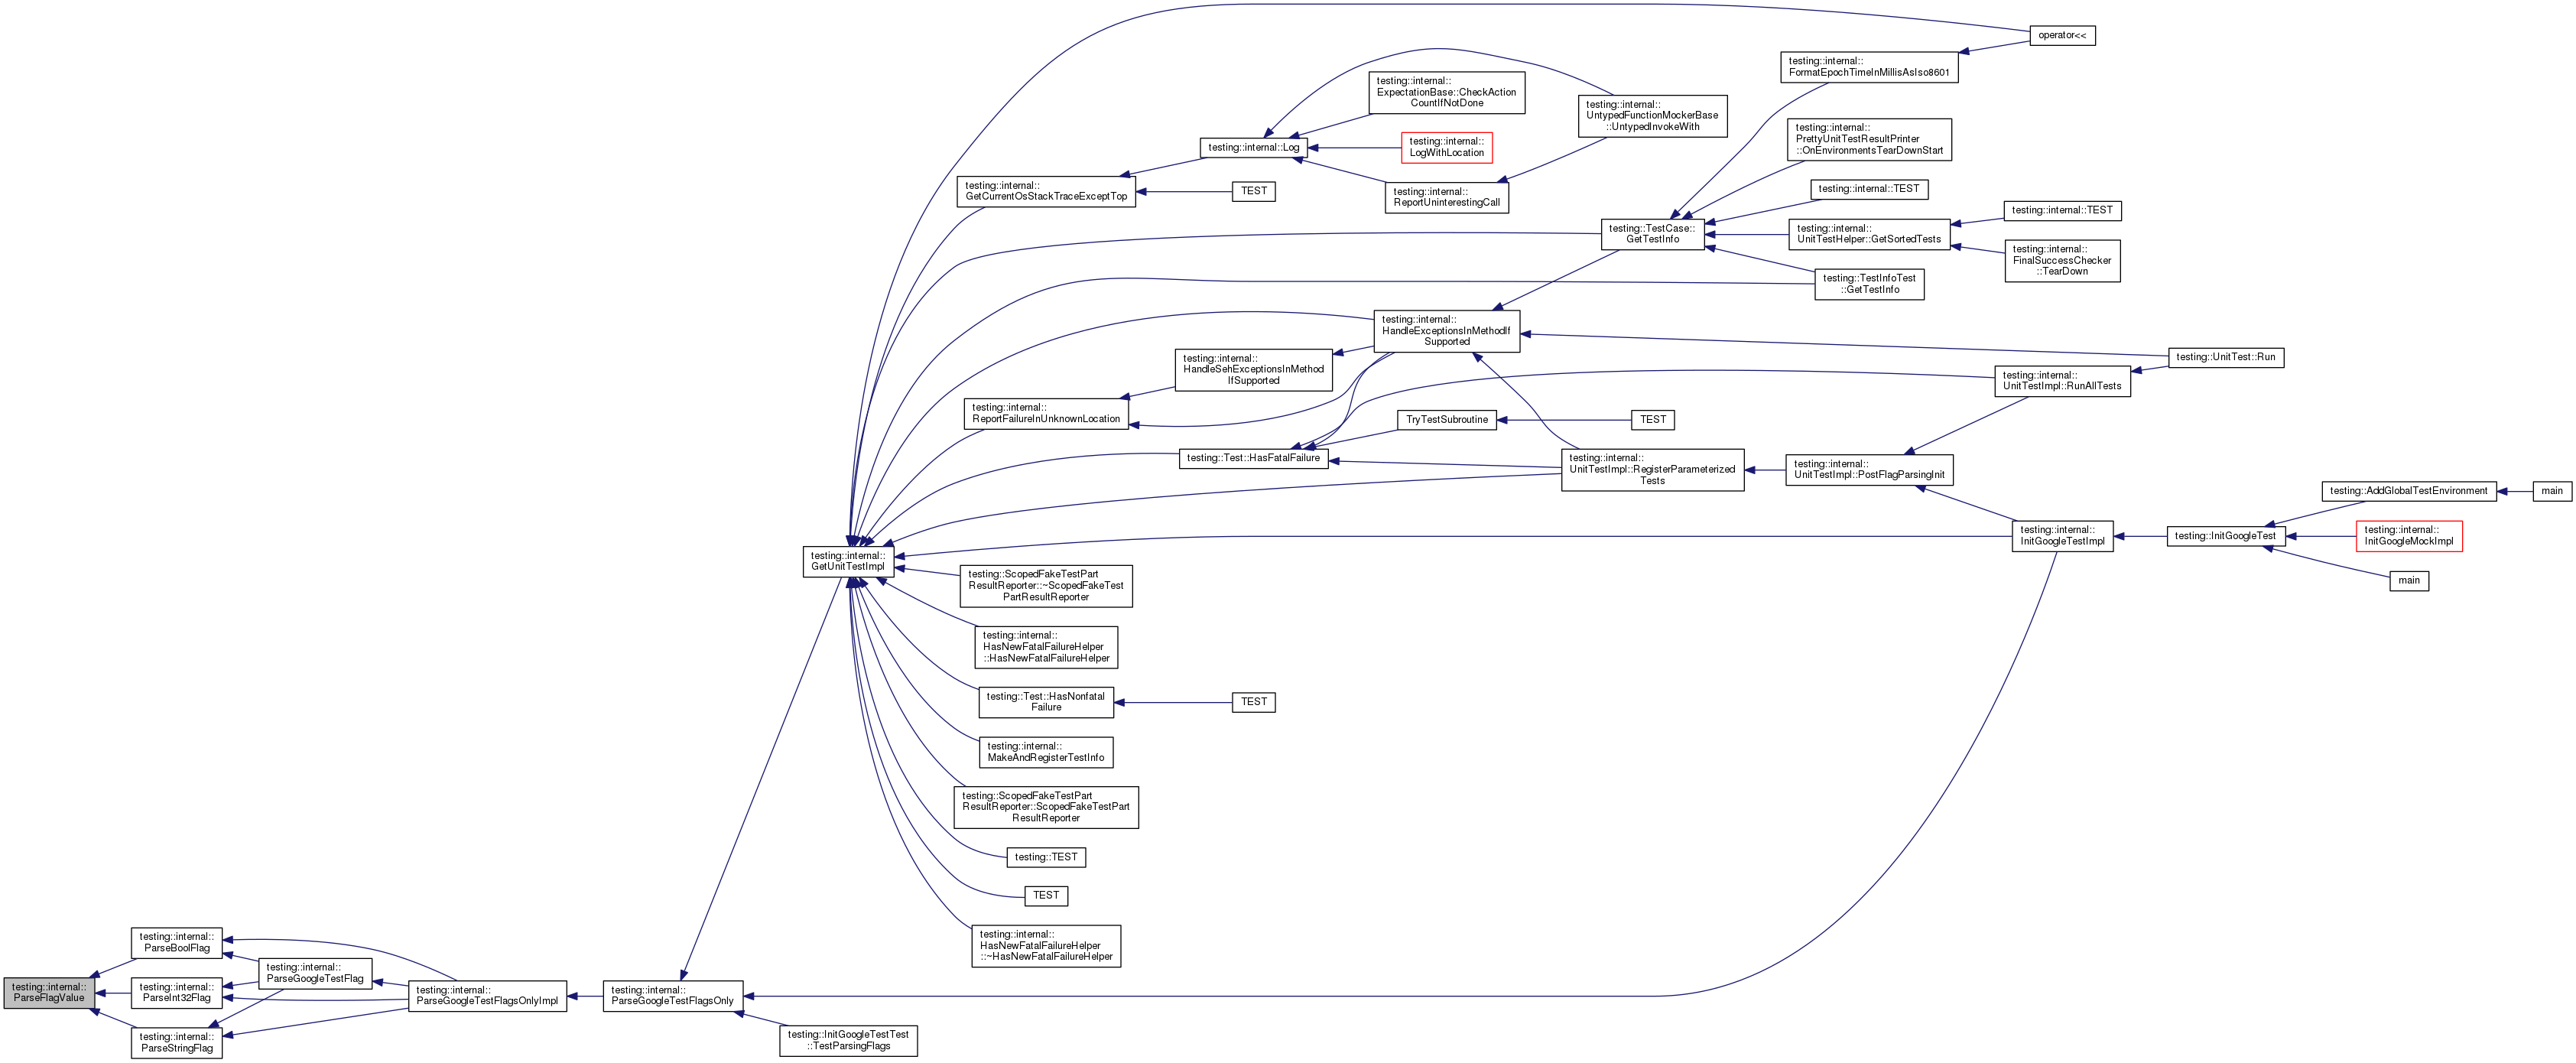 operator<<
testing::internal::
FormatEpochTimeInMillisAsIso8601
testing::internal::
ExpectationBase::CheckAction
CountIfNotDone
testing::internal::
UntypedFunctionMockerBase
::UntypedInvokeWith
testing::internal::
PrettyUnitTestResultPrinter
::OnEnvironmentsTearDownStart
testing::internal::Log
testing::internal::
LogWithLocation
testing::internal::
GetCurrentOsStackTraceExceptTop
TEST
testing::internal::
ReportUninterestingCall
testing::internal::TEST
testing::internal::TEST
testing::TestCase::
GetTestInfo
testing::internal::
UnitTestHelper::GetSortedTests
testing::internal::
FinalSuccessChecker
::TearDown
testing::TestInfoTest
::GetTestInfo
testing::internal::
HandleExceptionsInMethodIf
Supported
testing::UnitTest::Run
testing::internal::
HandleSehExceptionsInMethod
IfSupported
testing::internal::
UnitTestImpl::RunAllTests
testing::internal::
ReportFailureInUnknownLocation
TryTestSubroutine
TEST
testing::Test::HasFatalFailure
testing::internal::
UnitTestImpl::RegisterParameterized
Tests
testing::internal::
UnitTestImpl::PostFlagParsingInit
testing::AddGlobalTestEnvironment
main
testing::internal::
InitGoogleTestImpl
testing::InitGoogleTest
testing::internal::
InitGoogleMockImpl
main
testing::internal::
GetUnitTestImpl
testing::ScopedFakeTestPart
ResultReporter::~ScopedFakeTest
PartResultReporter
testing::internal::
HasNewFatalFailureHelper
::HasNewFatalFailureHelper
testing::Test::HasNonfatal
Failure
TEST
testing::internal::
MakeAndRegisterTestInfo
testing::ScopedFakeTestPart
ResultReporter::ScopedFakeTestPart
ResultReporter
testing::TEST
TEST
testing::internal::
HasNewFatalFailureHelper
::~HasNewFatalFailureHelper
testing::internal::
ParseBoolFlag
testing::internal::
ParseGoogleTestFlag
testing::internal::
ParseFlagValue
testing::internal::
ParseInt32Flag
testing::internal::
ParseGoogleTestFlagsOnlyImpl
testing::internal::
ParseGoogleTestFlagsOnly
testing::internal::
ParseStringFlag
testing::InitGoogleTestTest
::TestParsingFlags